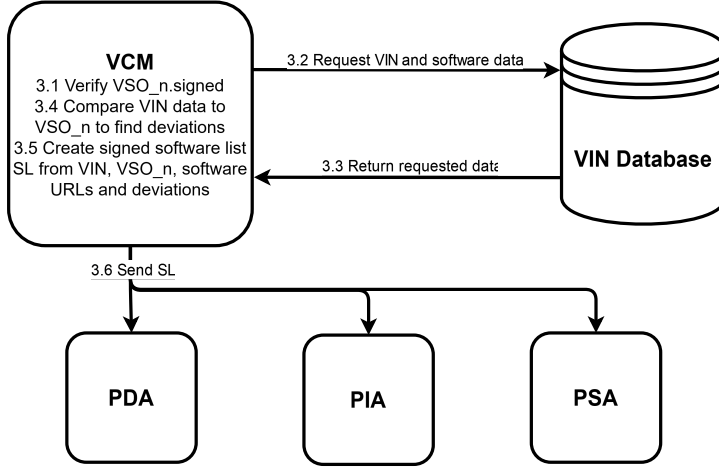 VCM
3.1 Verify VSO_n.signed
3.4 Compare VIN data to
VSO_n to find deviations
3.5 Create signed software list
SL from VIN, VSO_n, software
URLs and deviations
3.2 Request VIN and software data
VIN Database
3.3 Return requested data
3.6 Send SL
PDA
PIA
PSA